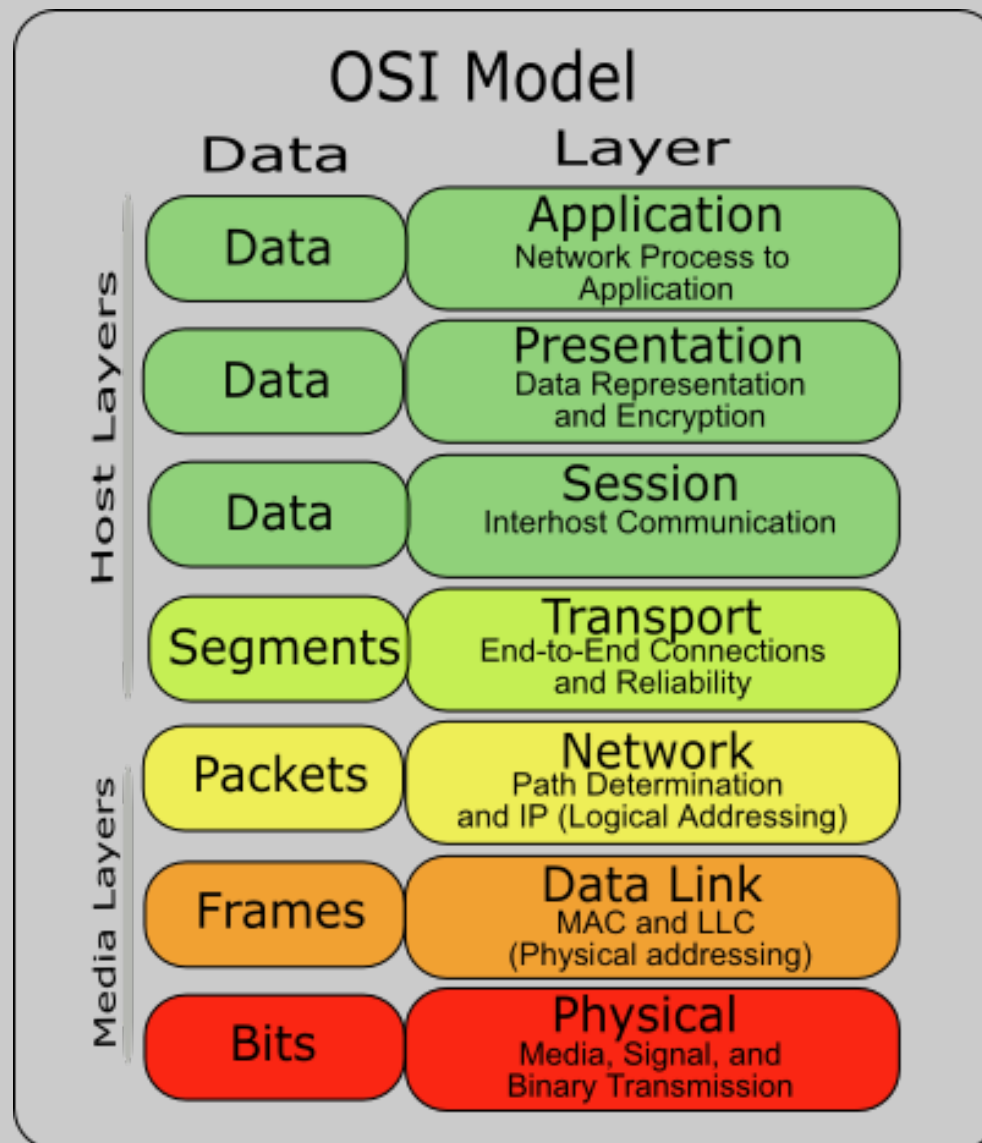 OSI Model
Data
Layer
Host Layers
Data
Application
Network Process to
Application
Data
Presentation
Data Representation
and Encryption
Data
Session
Interhost Communication
Segments
Transport
End-to-End Connections
and Reliability
Media Layers
Packets
Network
Path Determination
and IP (Logical Addressing)
Frames
Data Link
MAC and LLC
(Physical addressing)
Bits
Physical
Media, Signal, and
Binary Transmission